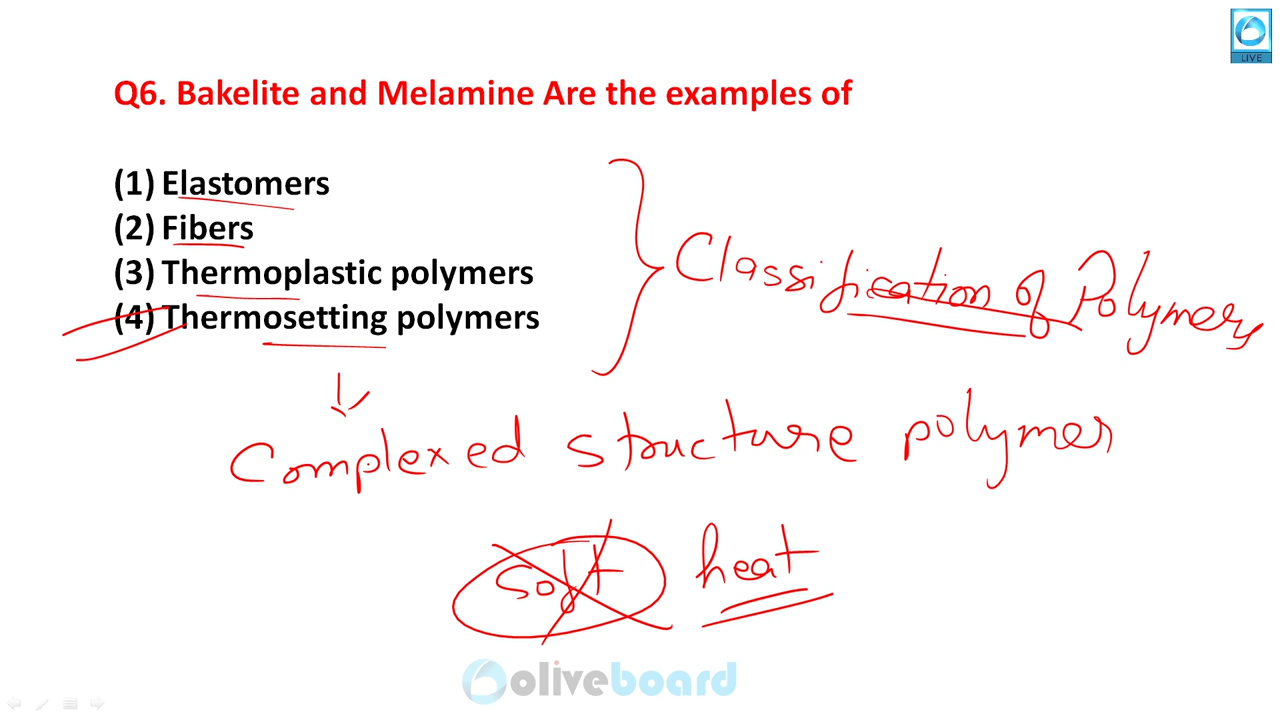 LIVE
Q6. Bakelite and Melamine Are the examples of
(1) Elastomers
(2) Fibers
(3) Thermoplastic polymers
(4) Thermosetting polymers
Classification of Polymers
Complexed structure polymer
soft heat
oliveboard